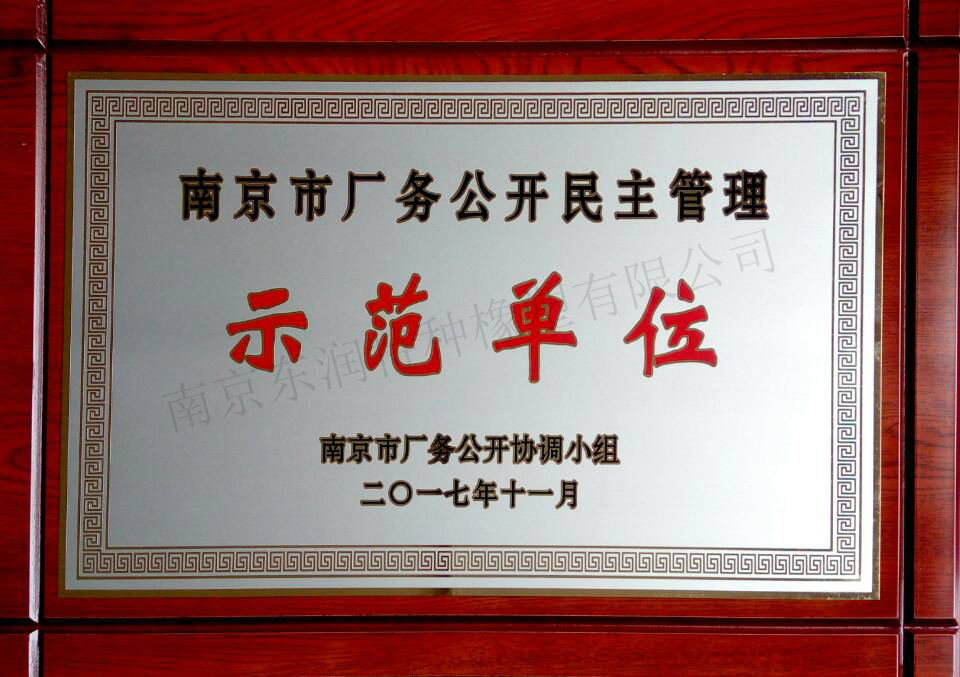 南京市厂务公开民主管理
示范单位
南京东润特种橡塑有限公司
南京市厂务公开协调小组
二〇一七年十一月